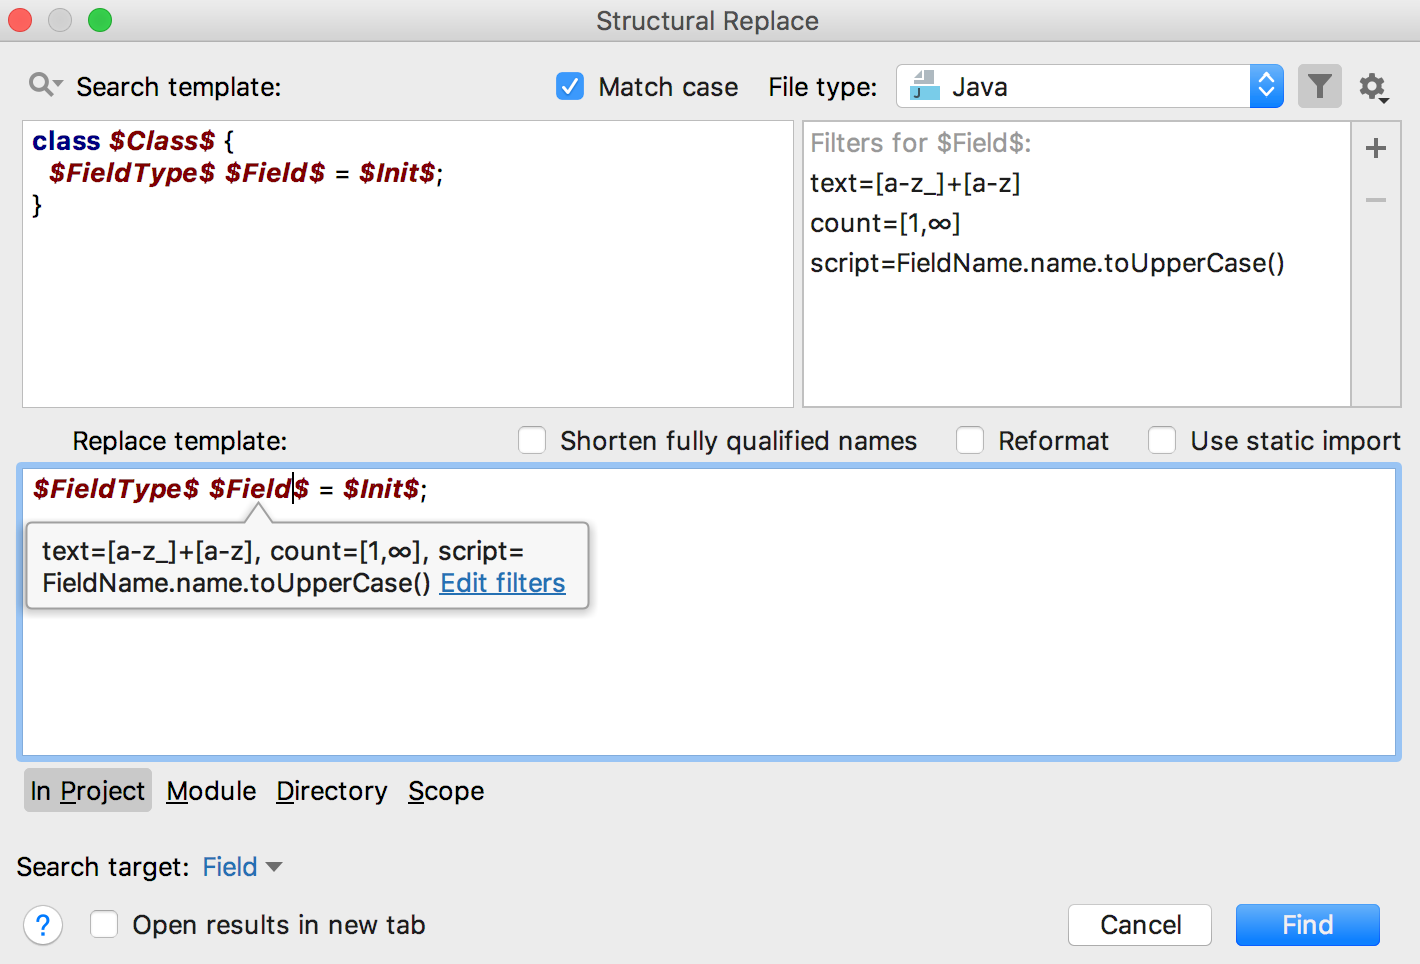 Structural Replace
Search template:
Match case
File type:
Java
class $Class$ {
$FieldType$ $Field$ = $Init$;
}
Filters for $Field$:
text=[a-z_]+[a-z]
count=[1,∞]
script=FieldName.name.toUpperCase()
Replace template:
Shorten fully qualified names
Reformat
Use static import
$FieldType$ $Field$ = $Init$;
text=[a-z_]+[a-z], count=[1,∞], script=
FieldName.name.toUpperCase() Edit filters
In Project Module Directory Scope
Search target: Field
? Open results in new tab
Cancel
Find